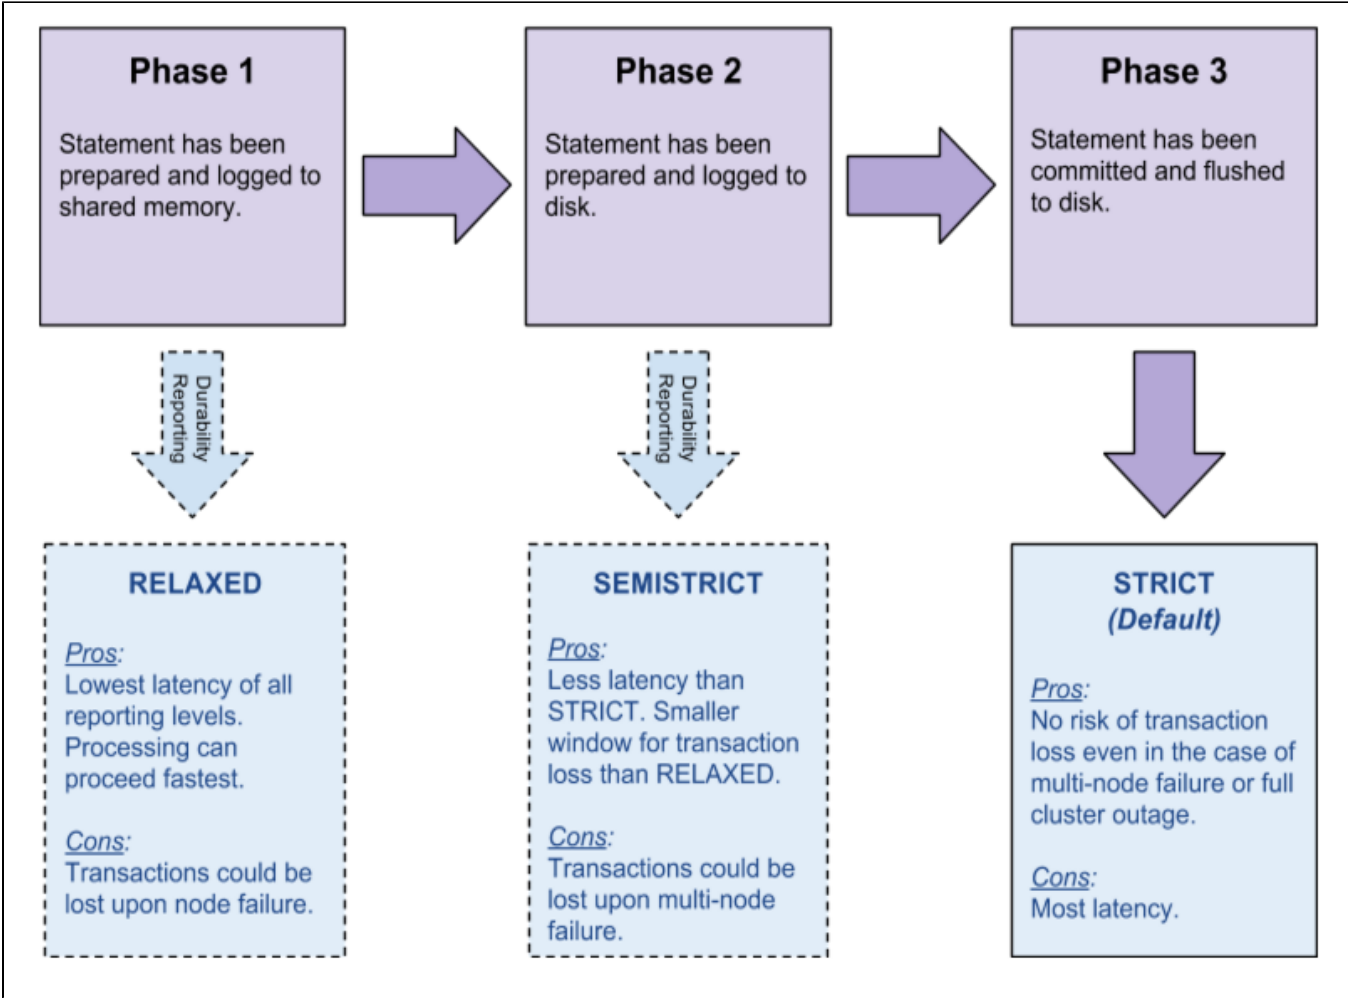 Phase 1
Statement has been
prepared and logged to
shared memory.
Phase 2
Statement has been
prepared and logged to
disk.
Phase 3
Statement has been
committed and flushed
to disk.
Durability
Reporting
Durability
Reporting
RELAXED
Pros:
Lowest latency of all
reporting levels.
Processing can
proceed fastest.
Cons:
Transactions could be
lost upon node failure.
SEMISTRICT
Pros:
Less latency than
STRICT. Smaller
window for transaction
loss than RELAXED.
Cons:
Transactions could be
lost upon multi-node
failure.
STRICT
(Default)
Pros:
No risk of transaction
loss even in the case of
multi-node failure or full
cluster outage.
Cons:
Most latency.